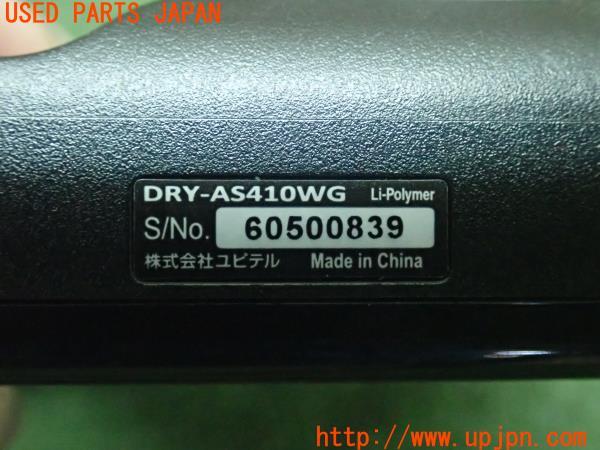 USED PARTS JAPAN
DRY-AS410WG Li-Polymer
S/No. 60500839
株式会社ユピテル Made in China
http://www.upjpn.com